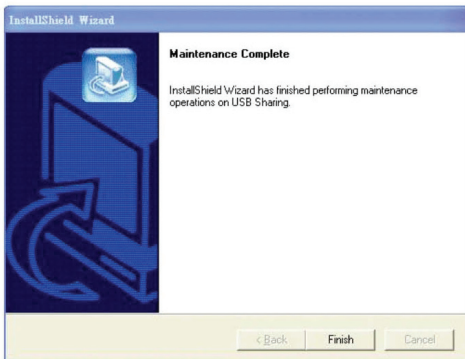 InstallShield Wizard
Maintenance Complete
InstallShield Wizard has finished performing maintenance
operations on USB Sharing.
< Back
Finish
Cancel